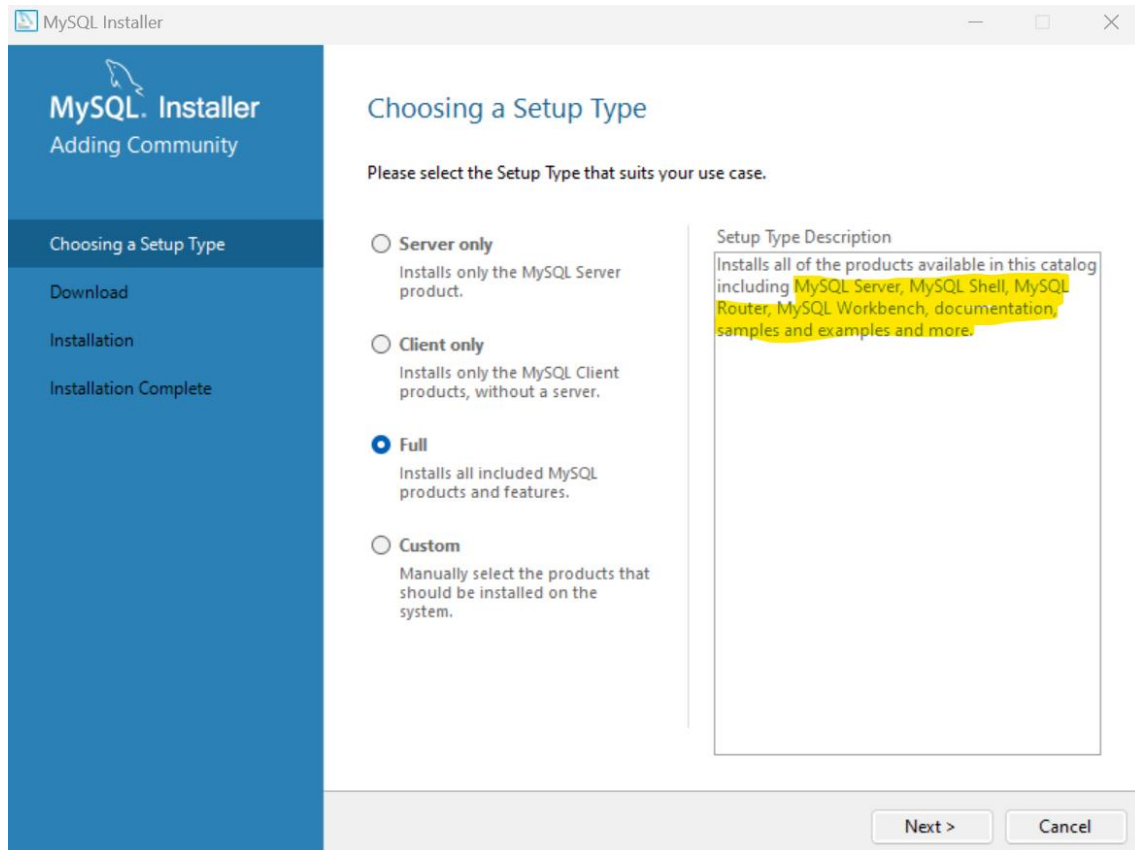 MySQL Installer
MySQL. Installer
Adding Community
Choosing a Setup Type
Download
Installation
Installation Complete
Choosing a Setup Type
Please select the Setup Type that suits your use case.
Server only
Installs only the MySQL Server
product.
Client only
Installs only the MySQL Client
products, without a server.
Full
Installs all included MySQL
products and features.
Custom
Manually select the products that
should be installed on the
system.
Setup Type Description
Installs all of the products available in this catalog
including MySQL Server, MySQL Shell, MySQL
Router, MySQL Workbench, documentation,
samples and examples and more.
Next >
Cancel